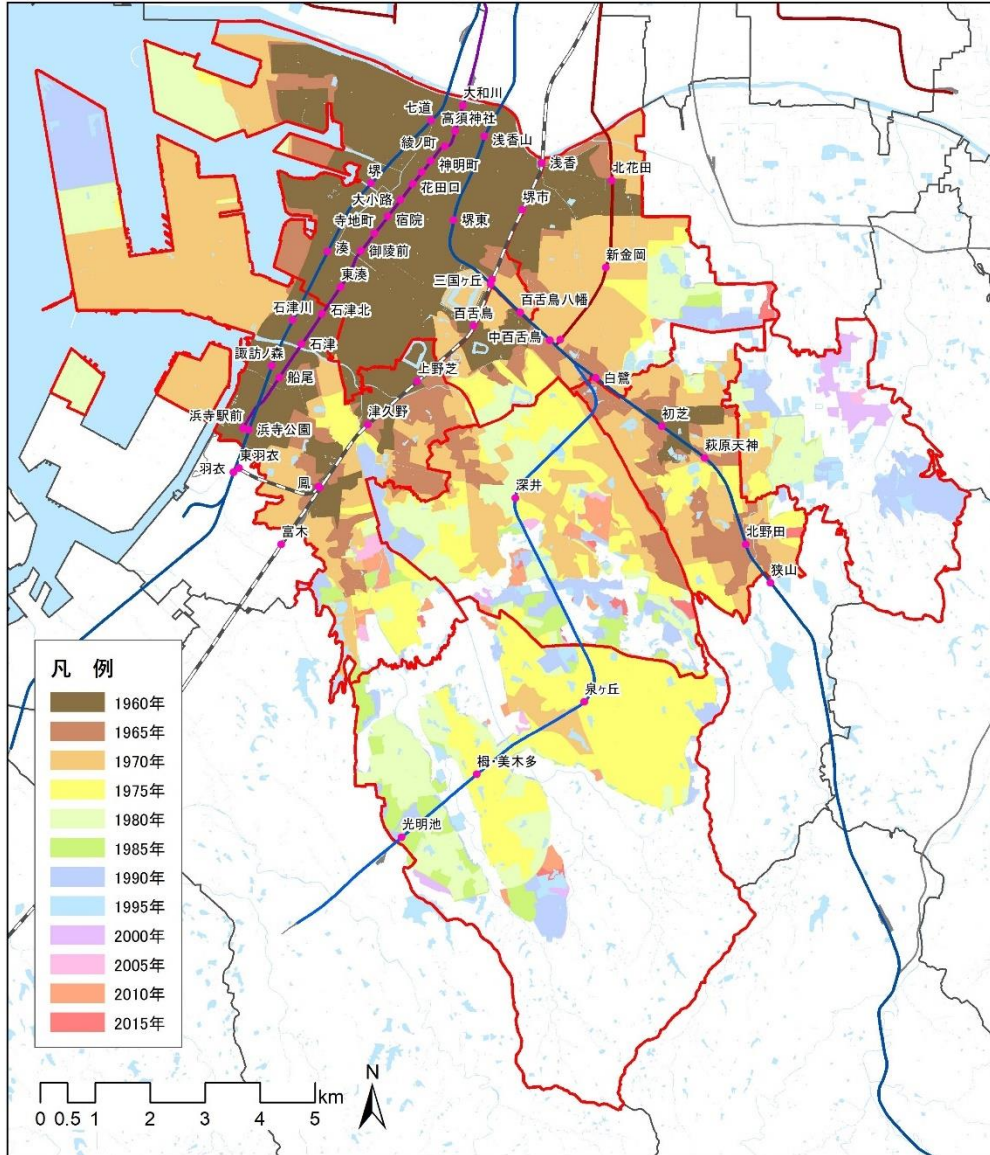 大和川
七道
高須神社
綾ノ町
浅香山
神明町
浅香
北花田
堺
花田口
大小路
堺市
寺地町
宿院
堺東
湊
御陵前
新金岡
東湊
三国ヶ丘
石津川
石津北
百舌鳥
百舌鳥八幡
石津
中百舌鳥
諏訪ノ森
船尾
上野芝
白鷺
浜寺駅前
津久野
初芝
浜寺公園
萩原天神
羽衣
東羽衣
鳳
深井
富木
北野田
狭山
泉ヶ丘
栂・美木多
光明池
凡 例
1960年
1965年
1970年
1975年
1980年
1985年
1990年
1995年
2000年
2005年
2010年
2015年
N
km
0 0.5 1 2 3 4 5